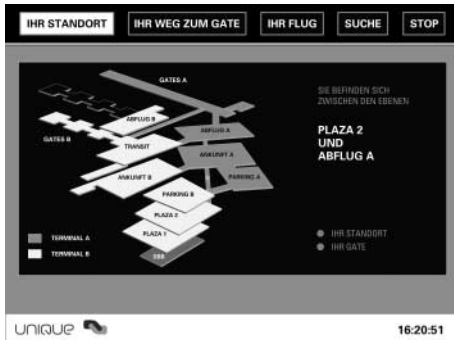 IHR STANDORT
IHR WEG ZUM GATE
IHR FLUG
SUCHE
STOP
GATES A
SIE BEFINDEN SICH
ZWISCHEN DEN EBENEN
ABFLUG B
ABFLUG A
PLAZA 2
UND
ABFLUG A
GATES B
TRANSIT
ANKUNFT A
ANKUNFT B
PARKING A
PARKING B
PLAZA 2
PLAZA 1
SBB
TERMINAL A
TERMINAL B
IHR STANDORT
IHR GATE
UNIQUE
16:20:51